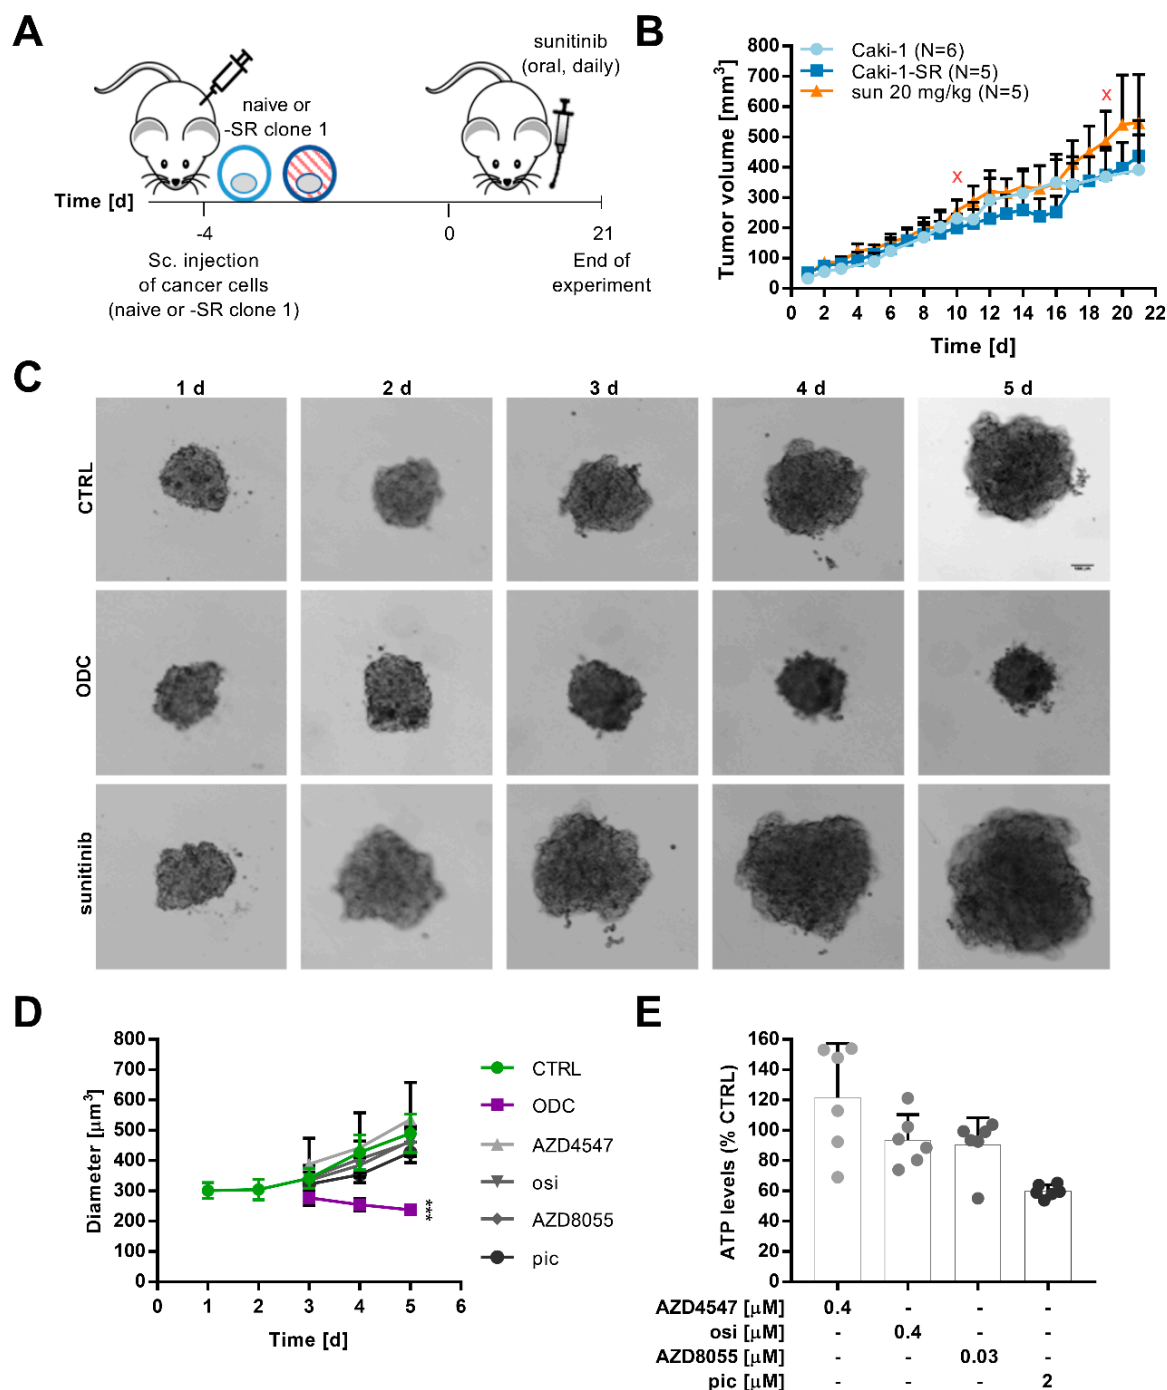 A
sunitinib
(oral, daily)
naive or
-SR clone 1
Time [d]
-4
0
21
Sc. injection
of cancer cells
(naive or -SR clone 1)
End of
experiment
B
Caki-1 (N=6)
Caki-1-SR (N=5)
sun 20 mg/kg (N=5)
x
x
Tumor volume [mm³]
800
700
600
500
400
300
200
100
0
0 2 4 6 8 10 12 14 16 18 20 22
Time [d]
C
1 d 2 d 3 d 4 d 5 d
CTRL
ODC
sunitinib
D
Diameter [µm³]
800
700
600
500
400
300
200
100
0
0 1 2 3 4 5 6
Time [d]
***
CTRL
ODC
AZD4547
osi
AZD8055
pic
E
ATP levels (% CTRL)
160
140
120
100
80
60
40
20
0
AZD4547 [µM] 0.4 - - -
osi [µM] - 0.4 - -
AZD8055 [µM] - - 0.03 -
pic [µM] - - - 2